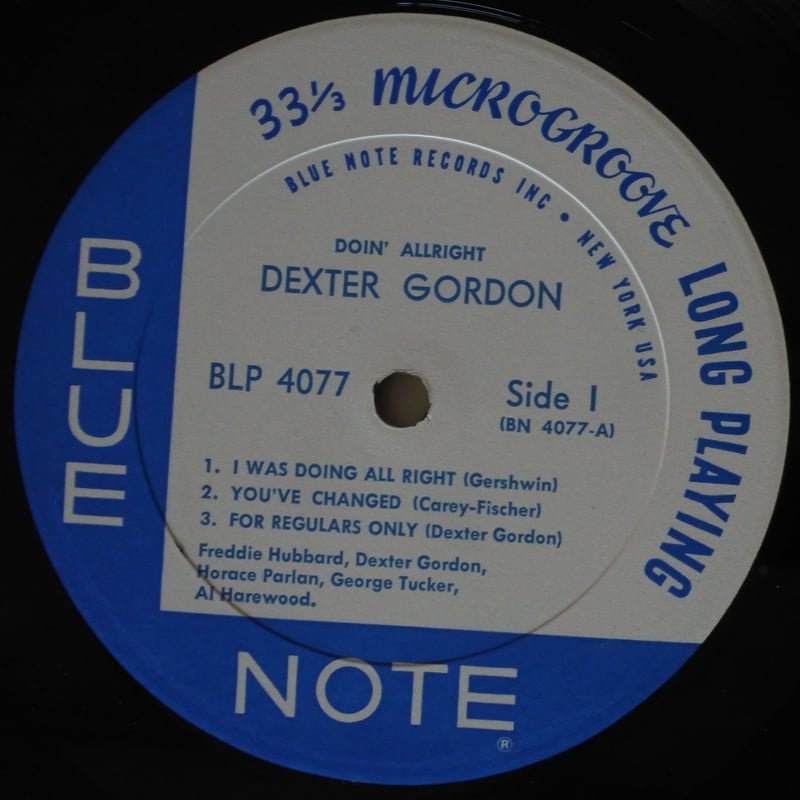 33⅓ MICROGROOVE LONG PLAYING
BLUE NOTE RECORDS INC • NEW YORK USA
DOIN' ALLRIGHT
DEXTER GORDON
BLP 4077
Side 1
(BN 4077-A)
1. I WAS DOING ALL RIGHT (Gershwin)
2. YOU'VE CHANGED (Carey-Fischer)
3. FOR REGULARS ONLY (Dexter Gordon)
Freddie Hubbard, Dexter Gordon,
Horace Parlan, George Tucker,
Al Harewood.
BLUE
NOTE
®